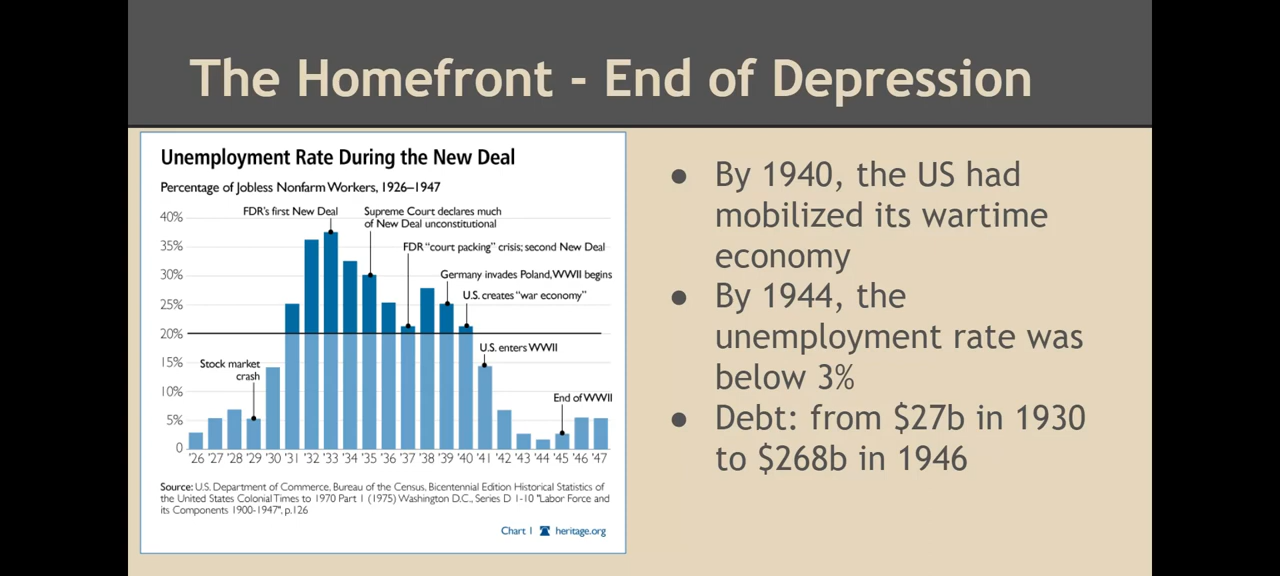 The Homefront - End of Depression
Unemployment Rate During the New Deal
Percentage of Jobless Nonfarm Workers, 1926–1947
40%
35%
30%
25%
20%
15%
10%
5%
0
FDR's first New Deal
Supreme Court declares much
of New Deal unconstitutional
FDR “court packing” crisis; second New Deal
Germany invades Poland, WWII begins
U.S. creates “war economy”
U.S. enters WWII
Stock market
crash
End of WWII
'26 '27 '28 '29 '30 '31 '32 '33 '34 '35 '36 '37 '38 '39 '40 '41 '42 '43 '44 '45 '46 '47
Source: U.S. Department of Commerce, Bureau of the Census, Bicentennial Edition Historical Statistics of
the United States Colonial Times to 1970 Part 1 (1975) Washington D.C., Series D 1-10 "Labor Force and
its Components 1900-1947", p.126
Chart 1 heritage.org
● By 1940, the US had
mobilized its wartime
economy
● By 1944, the
unemployment rate was
below 3%
● Debt: from $27b in 1930
to $268b in 1946